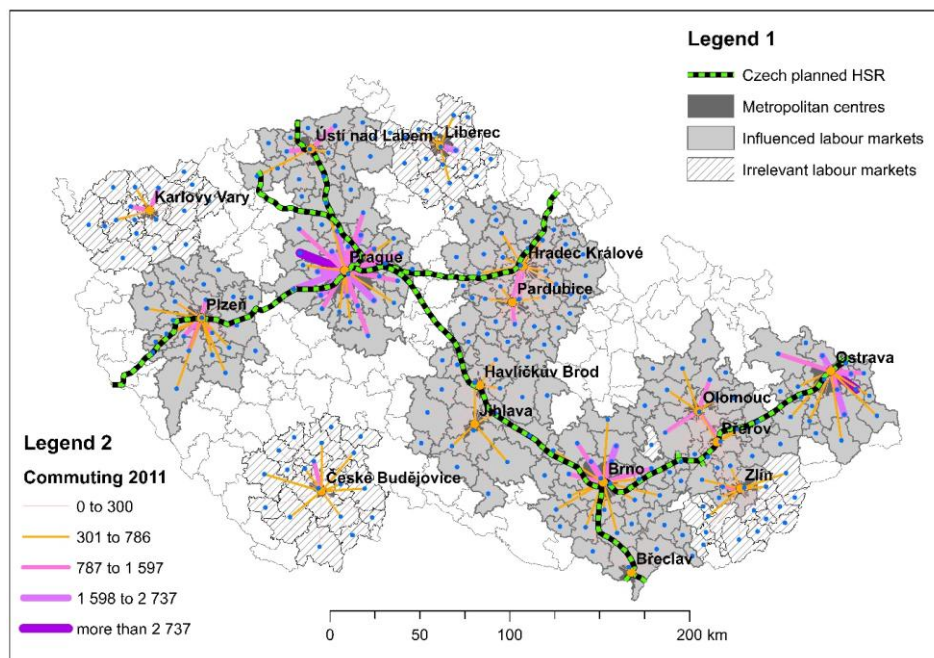 Legend 1
Czech planned HSR
Metropolitan centres
Influenced labour markets
Irrelevant labour markets
Ústí nad Labem
Liberec
Karlovy Vary
Prague
Hradec Králové
Pardubice
Plzeň
Havlíčkův Brod
Jihlava
Ostrava
Olomouc
Přerov
Brno
Zlín
České Budějovice
Břeclav
Legend 2
Commuting 2011
0 to 300
301 to 786
787 to 1 597
1 598 to 2 737
more than 2 737
0 50 100 200 km